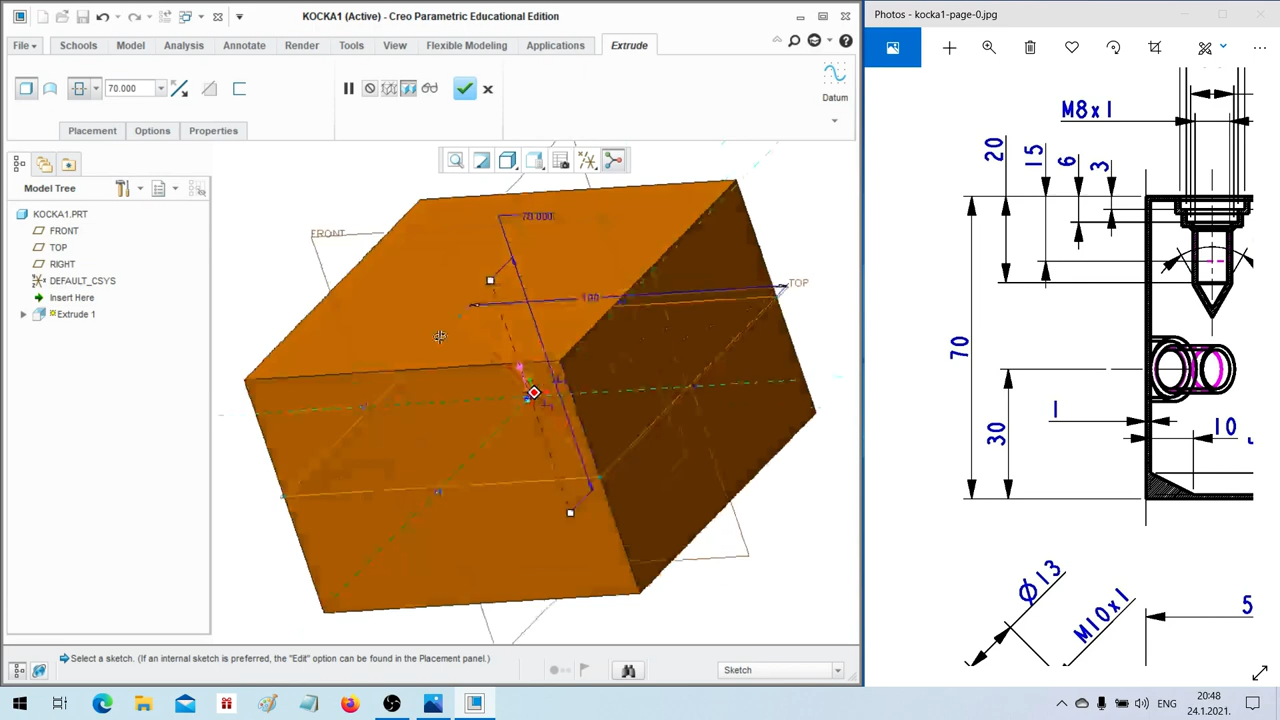 KOCKA1 (Active) - Creo Parametric Educational Edition
File
Schools
Model
Analysis
Annotate
Render
Tools
View
Flexible Modeling
Applications
Extrude
70.000
Datum
Placement
Options
Properties
Model Tree
KOCKA1.PRT
FRONT
TOP
RIGHT
DEFAULT_CSYS
Insert Here
Extrude 1
FRONT
70.000
100
TOP
Select a sketch. (If an internal sketch is preferred, the "Edit" option can be found in the Placement panel.)
Sketch
Photos - kocka1-page-0.jpg
M8x1
20
15
6
3
70
30
1
10
Ø13
M10x1
5
ENG
20:48
24.1.2021.